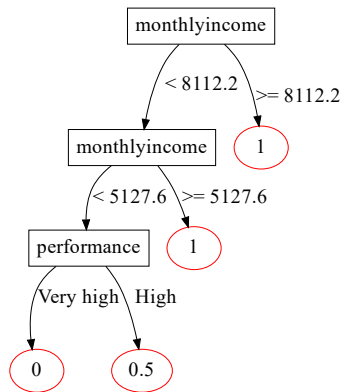 monthlyincome
< 8112.2
>= 8112.2
monthlyincome
1
< 5127.6
>= 5127.6
performance
1
Very high
High
0
0.5